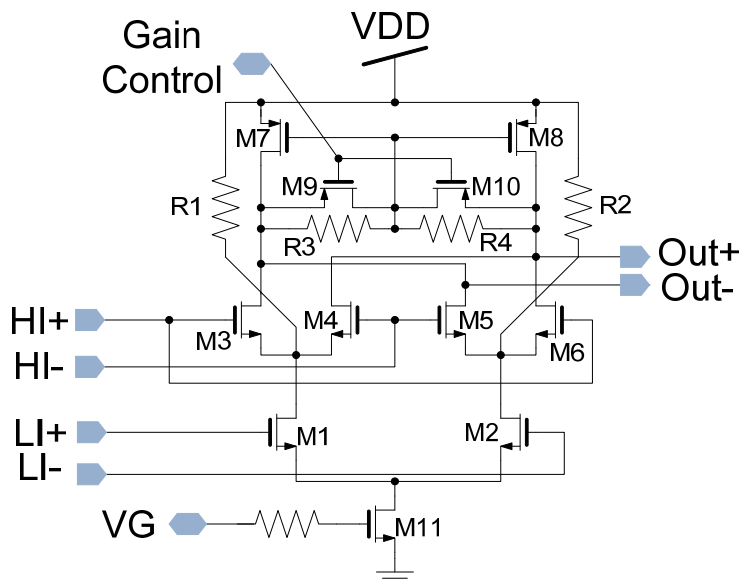 VDD
Gain
Control
M7
M8
M9
M10
R1
R2
R3
R4
Out+
Out-
HI+
M3
M4
M5
M6
HI-
LI+
M1
M2
LI-
VG
M11